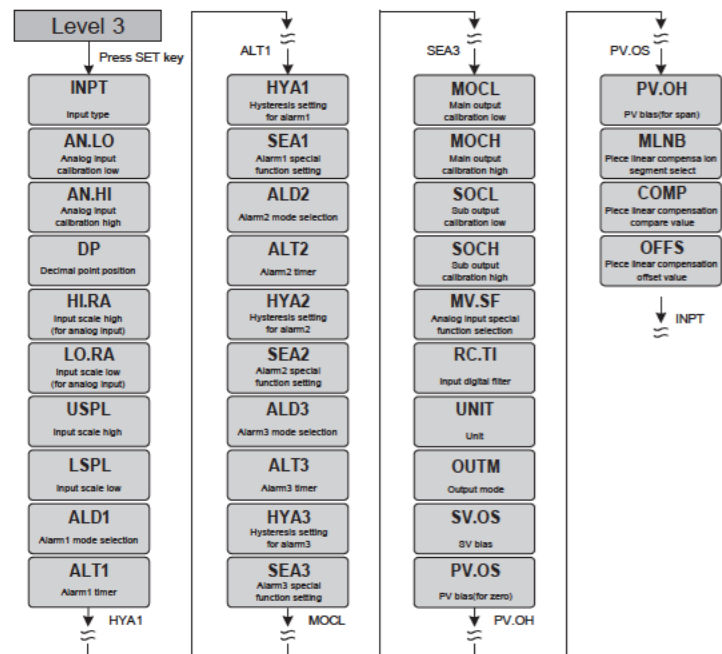 Level 3
Press SET key
INPT
Input type
AN.LO
Analog input
calibration low
AN.HI
Analog input
calibration high
DP
Decimal point position
HI.RA
Input scale high
(for analog input)
LO.RA
Input scale low
(for analog input)
USPL
Input scale high
LSPL
Input scale low
ALD1
Alarm1 mode selection
ALT1
Alarm1 timer
HYA1
ALT1
HYA1
Hysteresis setting
for alarm1
SEA1
Alarm1 special
function setting
ALD2
Alarm2 mode selection
ALT2
Alarm2 timer
HYA2
Hysteresis setting
for alarm2
SEA2
Alarm2 special
function setting
ALD3
Alarm3 mode selection
ALT3
Alarm3 timer
HYA3
Hysteresis setting
for alarm3
SEA3
Alarm3 special
function setting
MOCL
SEA3
MOCL
Main output
calibration low
MOCH
Main output
calibration high
SOCL
Sub output
calibration low
SOCH
Sub output
calibration high
MV.SF
Analog input special
function selection
RC.TI
Input digital filter
UNIT
Unit
OUTM
Output mode
SV.OS
SV bias
PV.OS
PV bias(for zero)
PV.OH
PV.OS
PV.OH
PV bias(for span)
MLNB
Piece linear compensa ion
segment select
COMP
Piece linear compensation
compare value
OFFS
Piece linear compensation
offset value
INPT